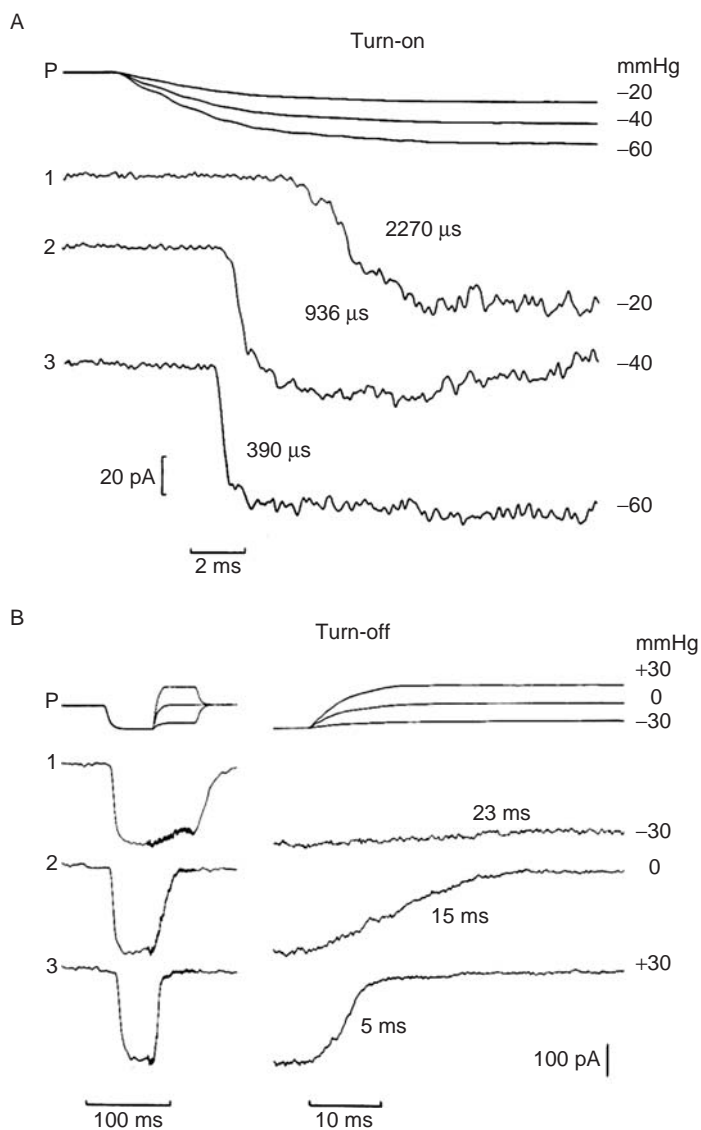 A
Turn-on
P
mmHg
−20
−40
−60
1
2270 μs
2
936 μs
−20
3
−40
390 μs
20 pA
−60
2 ms
B
Turn-off
mmHg
P
+30
0
−30
1
23 ms
−30
2
0
15 ms
3
+30
5 ms
100 pA
100 ms
10 ms